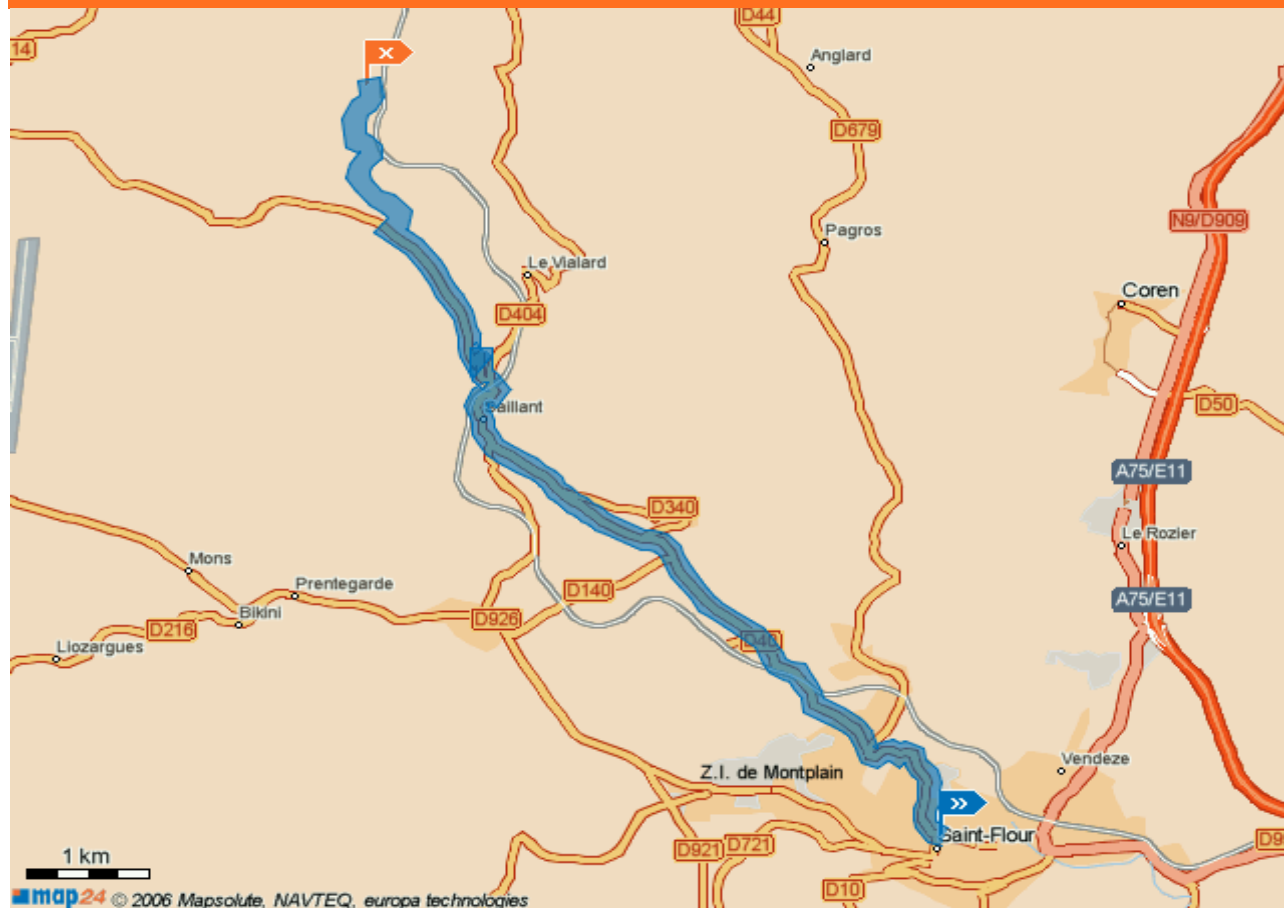 D44
14
Anglard
D679
N9/D909
Pagros
Le Vialard
Coren
D404
D50
Saillant
A75/E11
D340
Le Rozier
Mons
Prentegarde
D140
A75/E11
Bikini
D926
D216
D40
Liozargues
Vendèze
Z.I. de Montplain
»
Saint-Flour
D921
D721
D9
1 km
D10
map24 © 2006 Mapsolute, NAVTEQ, europa technologies